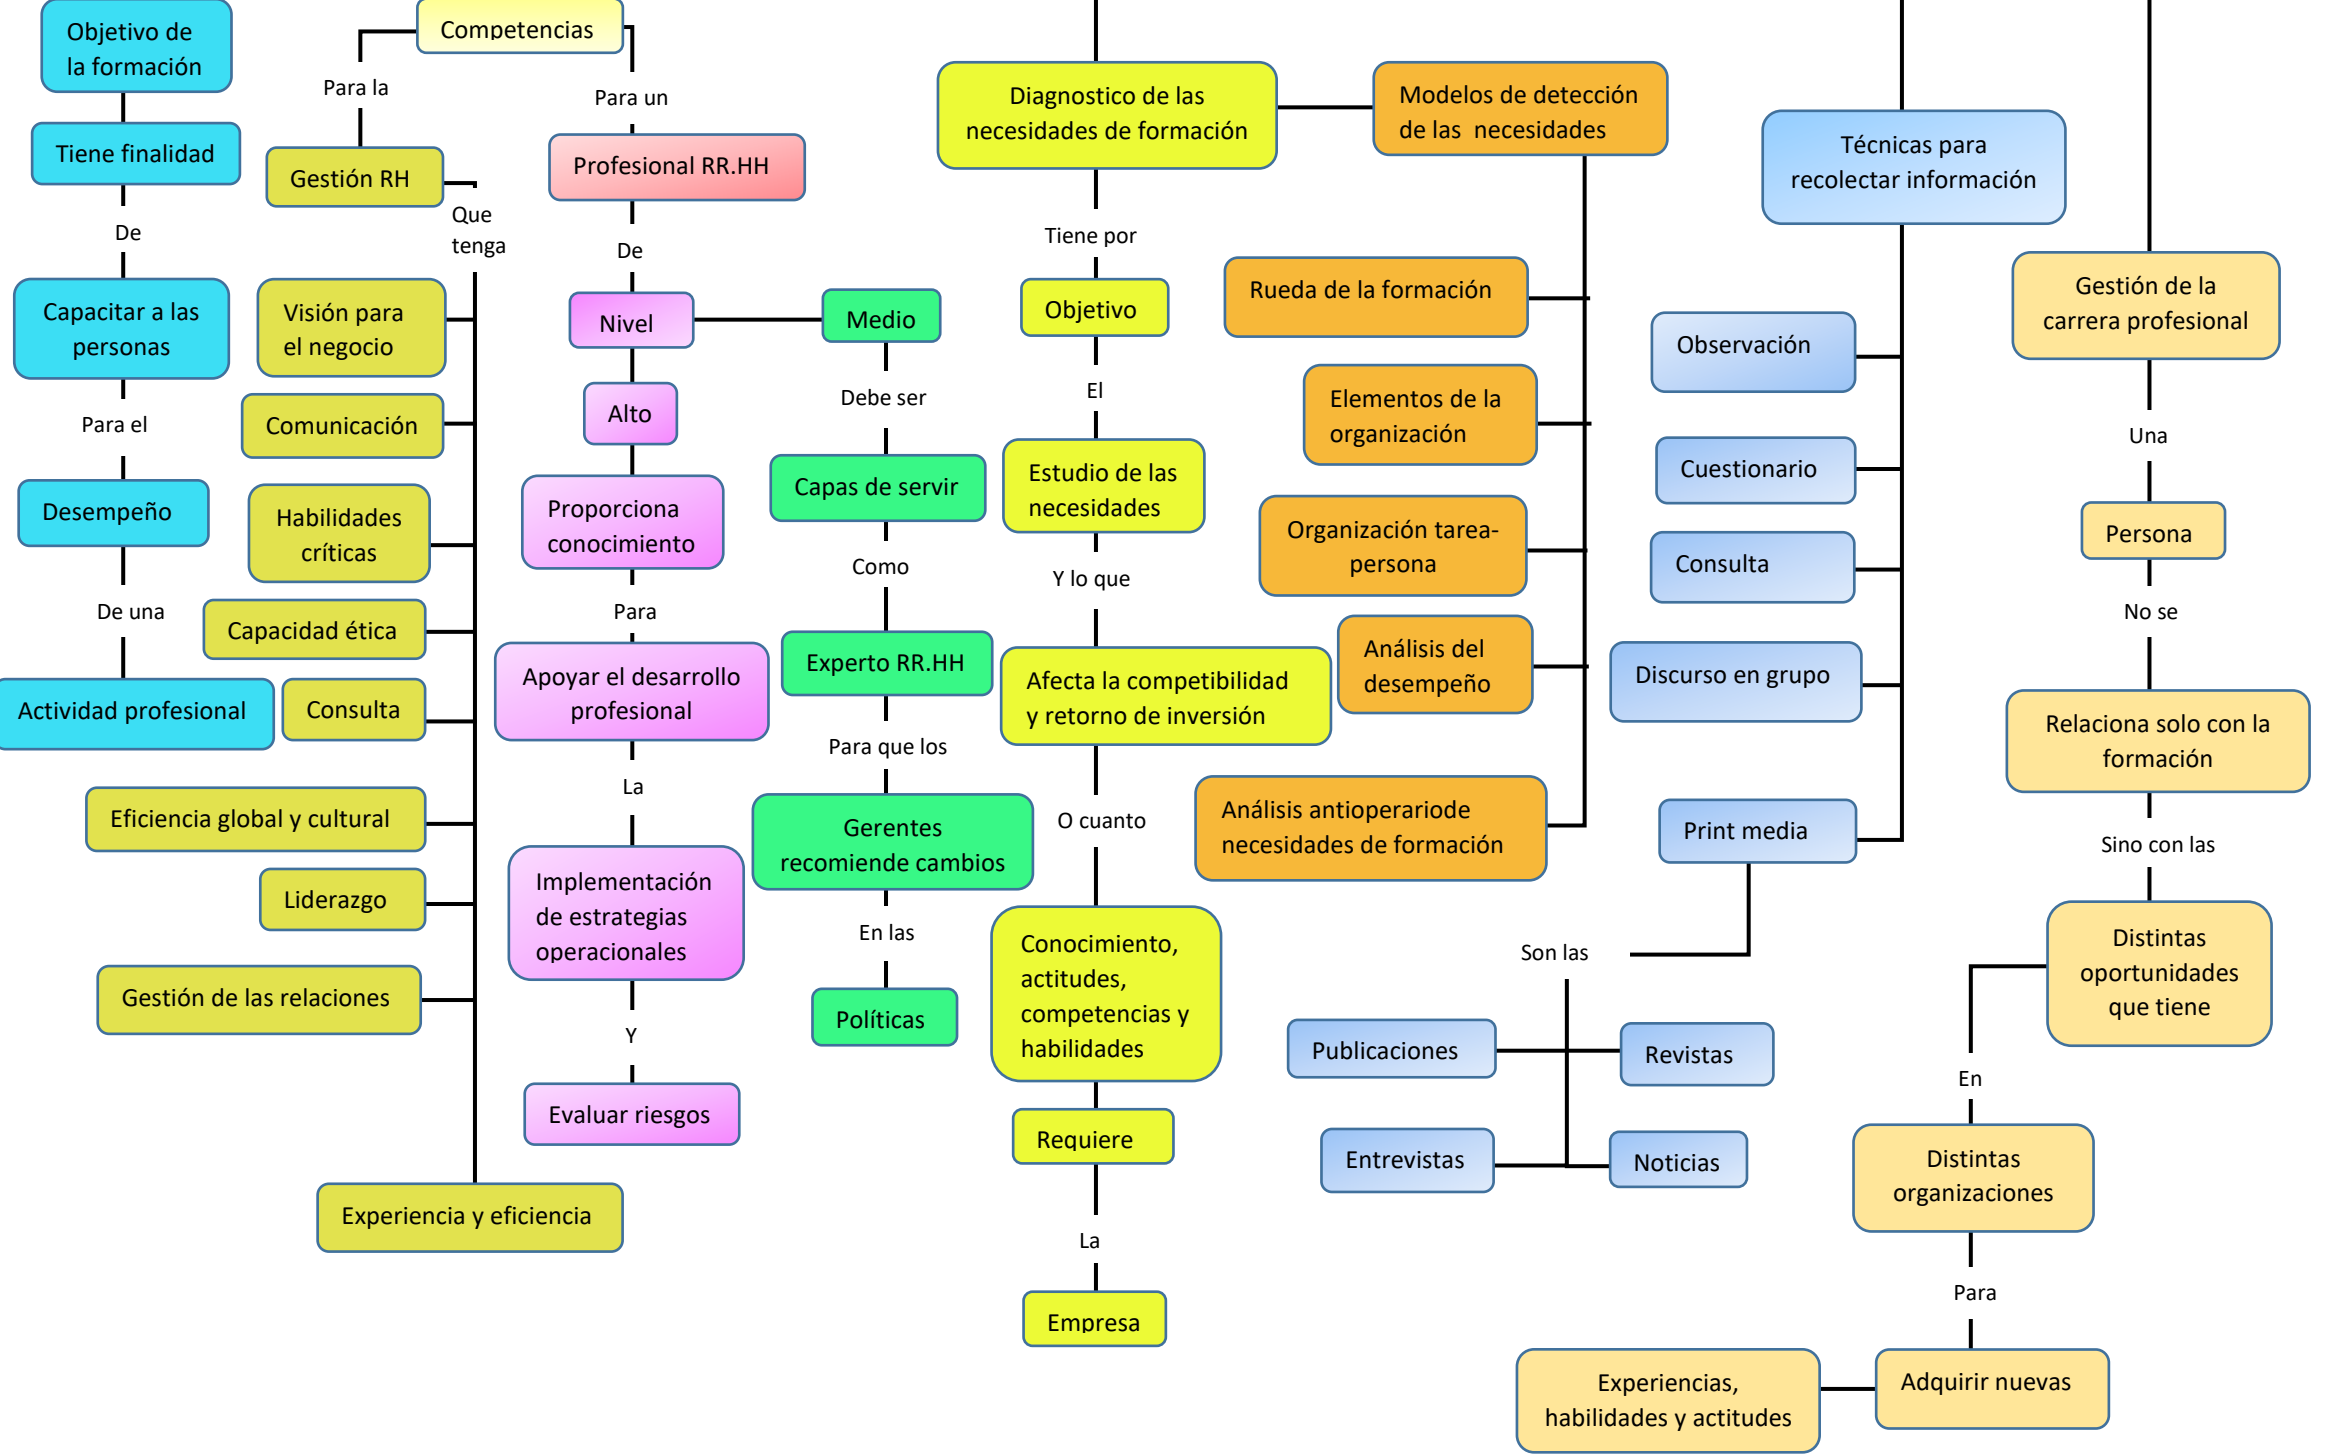 Objetivo de
la formación
Tiene finalidad
De
Capacitar a las
personas
Para el
Desempeño
De una
Actividad profesional
Competencias
Para la
Gestión RH
Que
tenga
Visión para
el negocio
Comunicación
Habilidades
críticas
Capacidad ética
Consulta
Eficiencia global y cultural
Liderazgo
Gestión de las relaciones
Experiencia y eficiencia
Para un
Profesional RR.HH
De
Nivel
Alto
Proporciona
conocimiento
Para
Apoyar el desarrollo
profesional
La
Implementación
de estrategias
operacionales
Y
Evaluar riesgos
Medio
Debe ser
Capas de servir
Como
Experto RR.HH
Para que los
Gerentes
recomiende cambios
En las
Políticas
Diagnostico de las
necesidades de formación
Tiene por
Objetivo
El
Estudio de las
necesidades
Y lo que
Afecta la competibilidad
y retorno de inversión
O cuanto
Conocimiento,
actitudes,
competencias y
habilidades
Requiere
La
Empresa
Modelos de detección
de las necesidades
Rueda de la formación
Elementos de la
organización
Organización tarea-
persona
Análisis del
desempeño
Análisis antioperariode
necesidades de formación
Técnicas para
recolectar información
Observación
Cuestionario
Consulta
Discurso en grupo
Print media
Son las
Publicaciones
Revistas
Entrevistas
Noticias
Gestión de la
carrera profesional
Una
Persona
No se
Relaciona solo con la
formación
Sino con las
Distintas
oportunidades
que tiene
En
Distintas
organizaciones
Para
Adquirir nuevas
Experiencias,
habilidades y actitudes